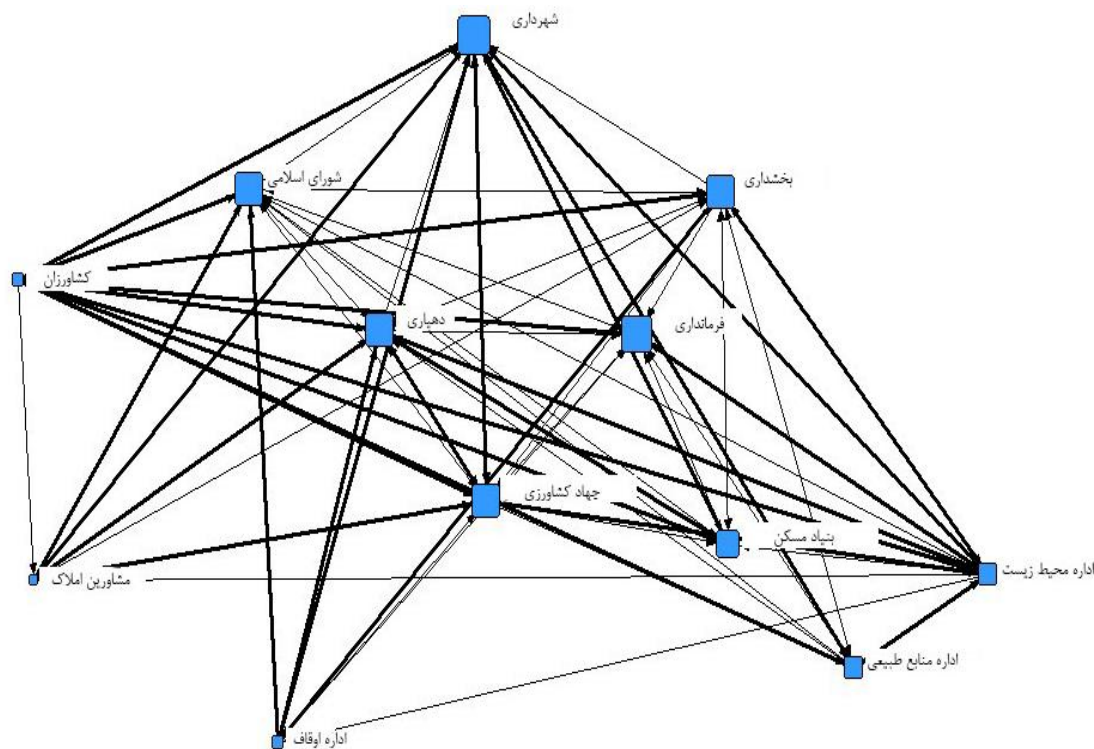 شهرداری
بخشداری
شورای اسلامی
کشاورزان
فرمانداری
دهیاری
جهاد کشاورزی
بنیاد مسکن
اداره محیط زیست
مشاورین املاک
اداره منابع طبیعی
اداره اوقاف